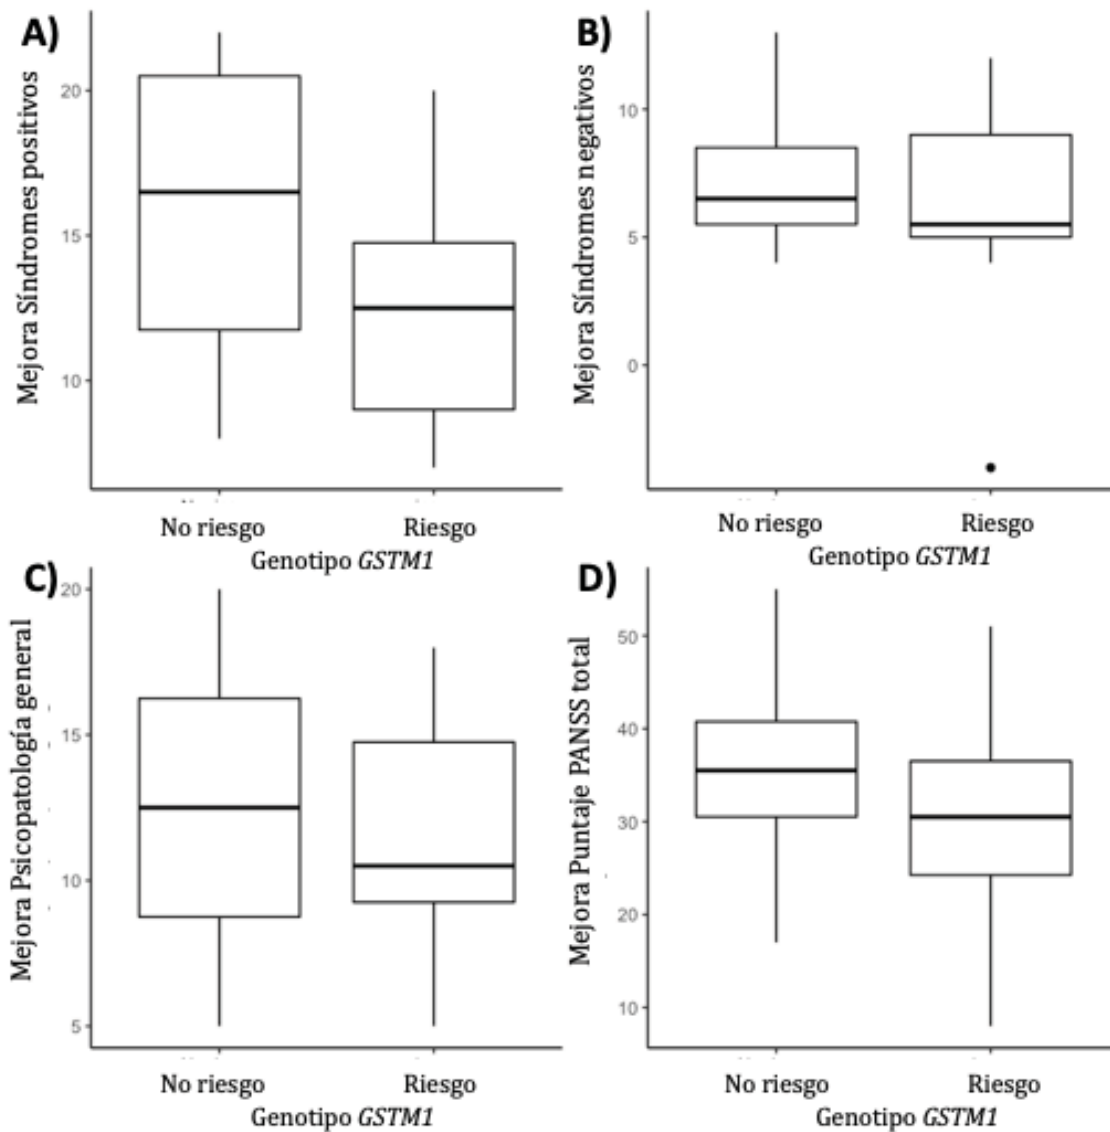 A)
Mejora Síndromes positivos
20
15
10
No riesgo
Riesgo
Genotipo GSTM1
B)
Mejora Síndromes negativos
10
5
0
No riesgo
Riesgo
Genotipo GSTM1
C)
Mejora Psicopatología general
20
15
10
5
No riesgo
Riesgo
Genotipo GSTM1
D)
Mejora Puntaje PANSS total
50
40
30
20
10
No riesgo
Riesgo
Genotipo GSTM1